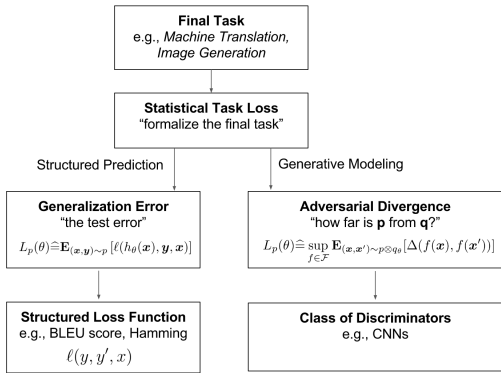 Final Task
e.g., Machine Translation,
Image Generation
Statistical Task Loss
“formalize the final task”
Structured Prediction
Generative Modeling
Generalization Error
“the test error”
L_p(θ)≙E_{(x,y)∼p} [ℓ(h_θ(x), y, x)]
Adversarial Divergence
“how far is p from q?”
L_p(θ)≙ sup_{f∈F} E_{(x,x′)∼p⊗q_θ}[Δ(f(x), f(x′))]
Structured Loss Function
e.g., BLEU score, Hamming
ℓ(y, y′, x)
Class of Discriminators
e.g., CNNs